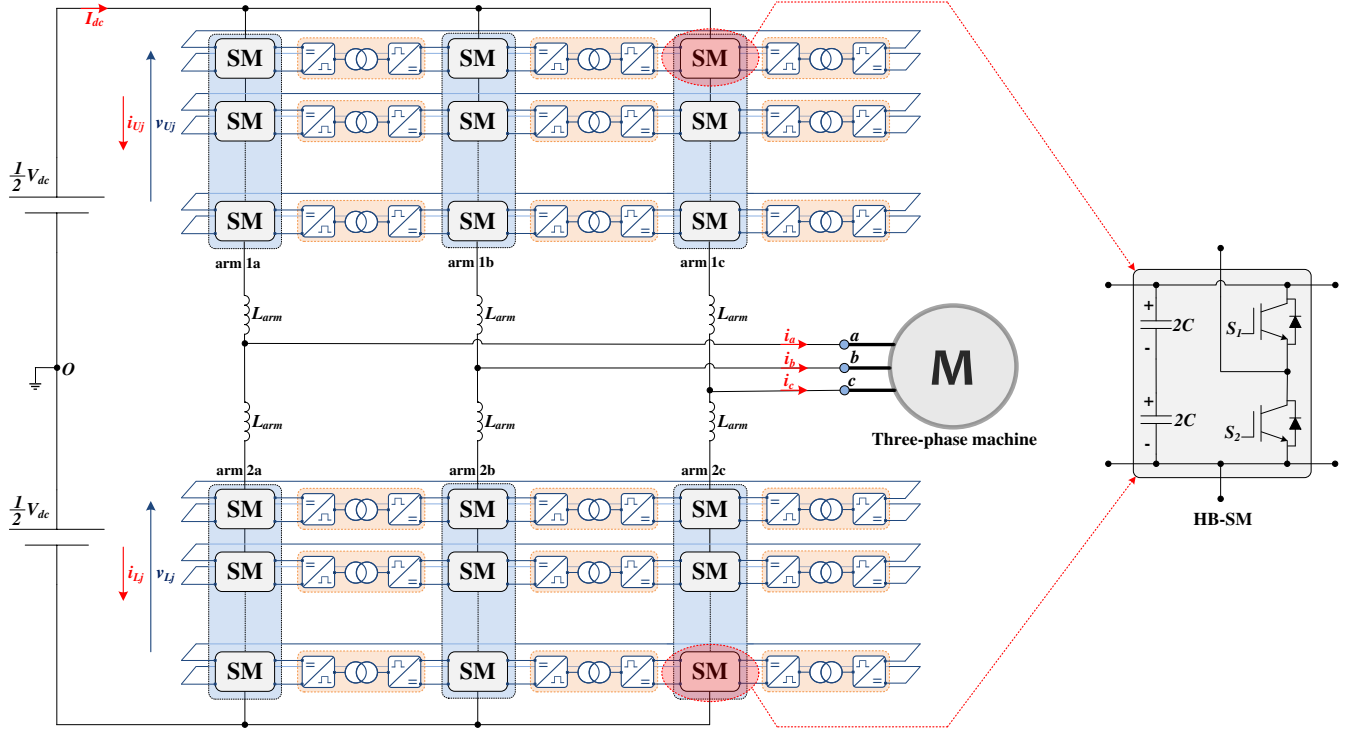 I_dc
SM SM SM
i_Uj v_Uj
SM SM SM
1/2 V_dc
SM SM SM
arm 1a arm 1b arm 1c
L_arm L_arm L_arm
i_a a
O
i_b b
M
i_c c
L_arm L_arm L_arm
Three-phase machine
arm 2a arm 2b arm 2c
SM SM SM
1/2 V_dc
i_Lj v_Lj
SM SM SM
SM SM SM
+
2C
-
S_1
+
2C
-
S_2
HB-SM